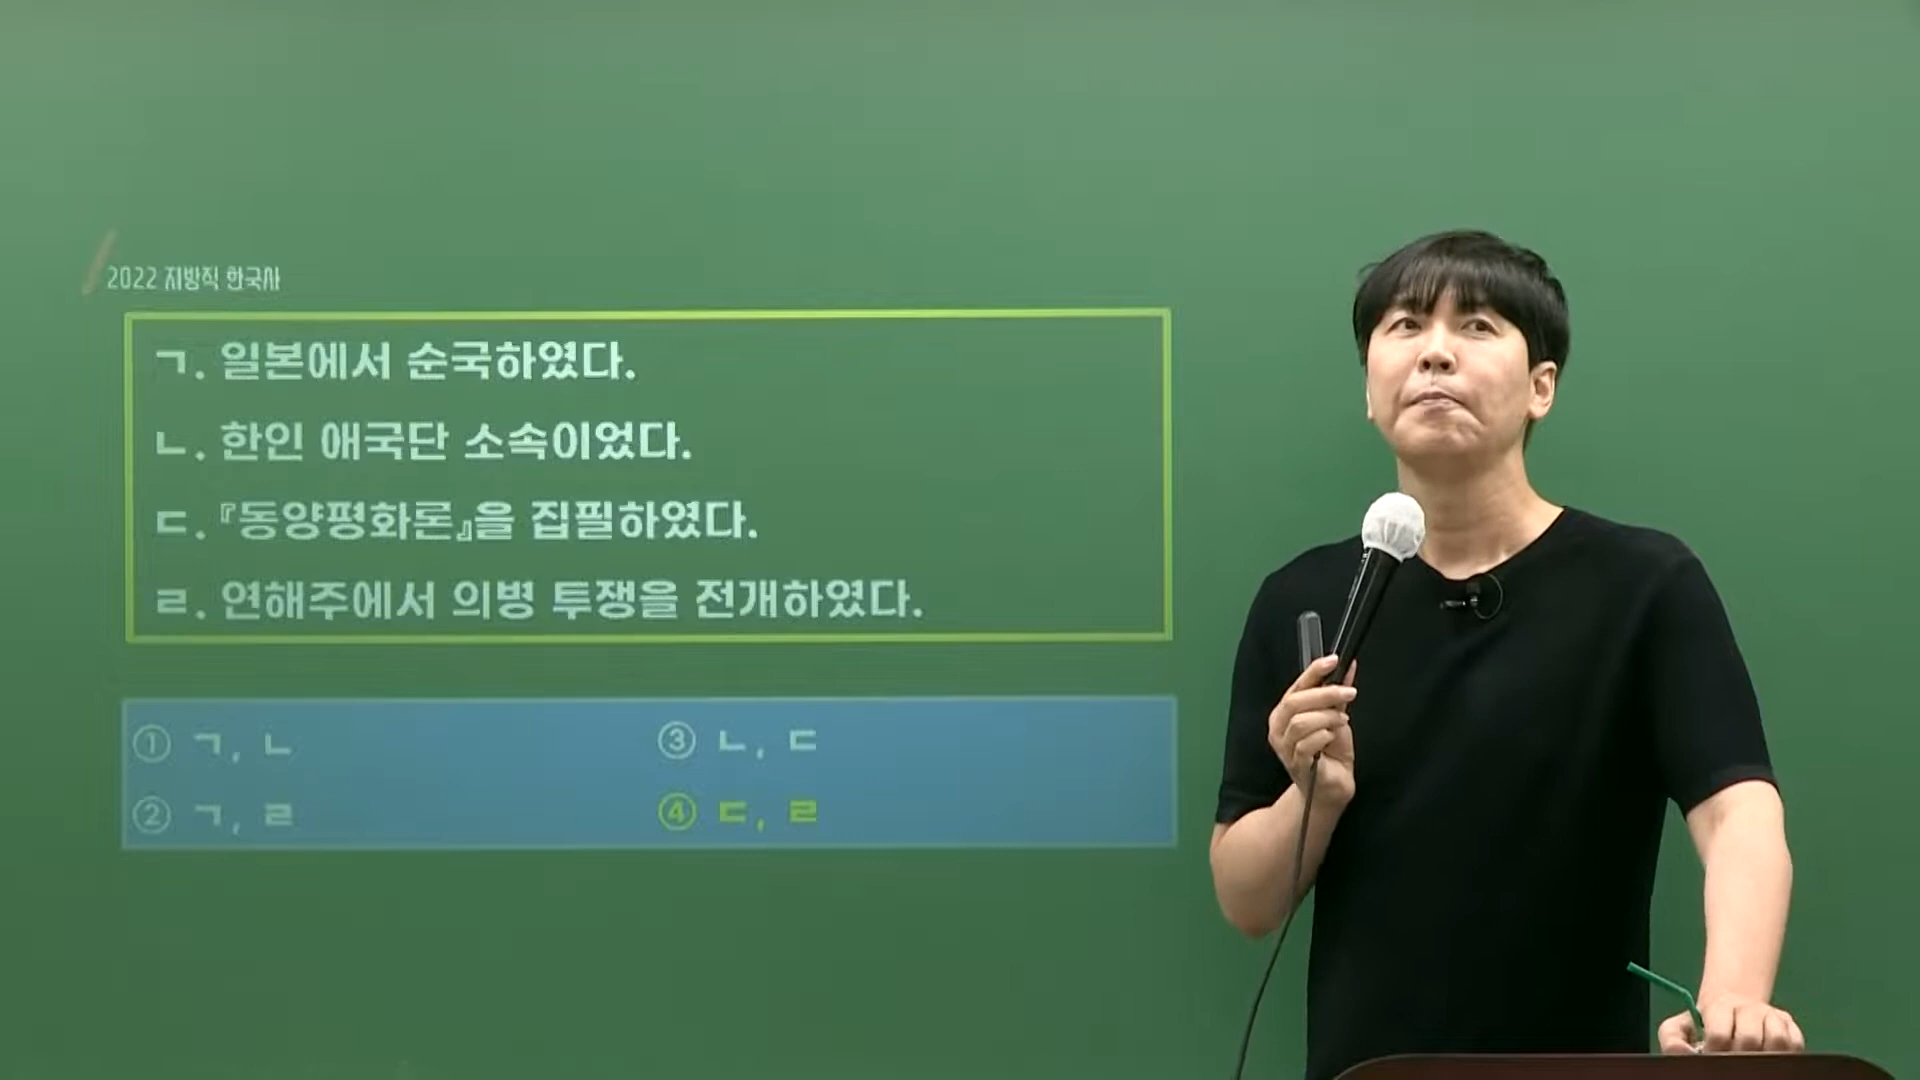 2022 지방직 한국사
ㄱ. 일본에서 순국하였다.
ㄴ. 한인 애국단 소속이었다.
ㄷ. 『동양평화론』을 집필하였다.
ㄹ. 연해주에서 의병 투쟁을 전개하였다.
① ㄱ, ㄴ
② ㄱ, ㄹ
③ ㄴ, ㄷ
④ ㄷ, ㄹ